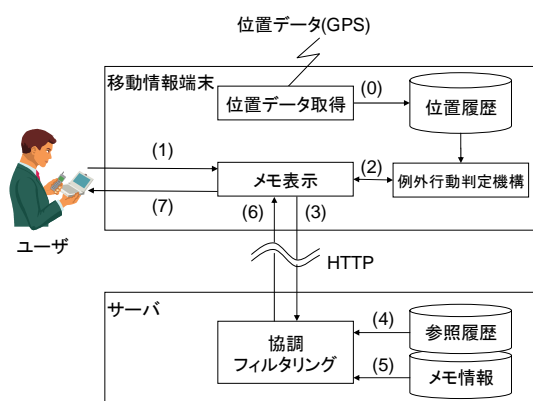 位置データ(GPS)
移動情報端末
位置データ取得
(0)
位置履歴
(1)
メモ表示
(2)
例外行動判定機構
(7)
(6)
(3)
ユーザ
HTTP
サーバ
協調
フィルタリング
(4)
参照履歴
(5)
メモ情報